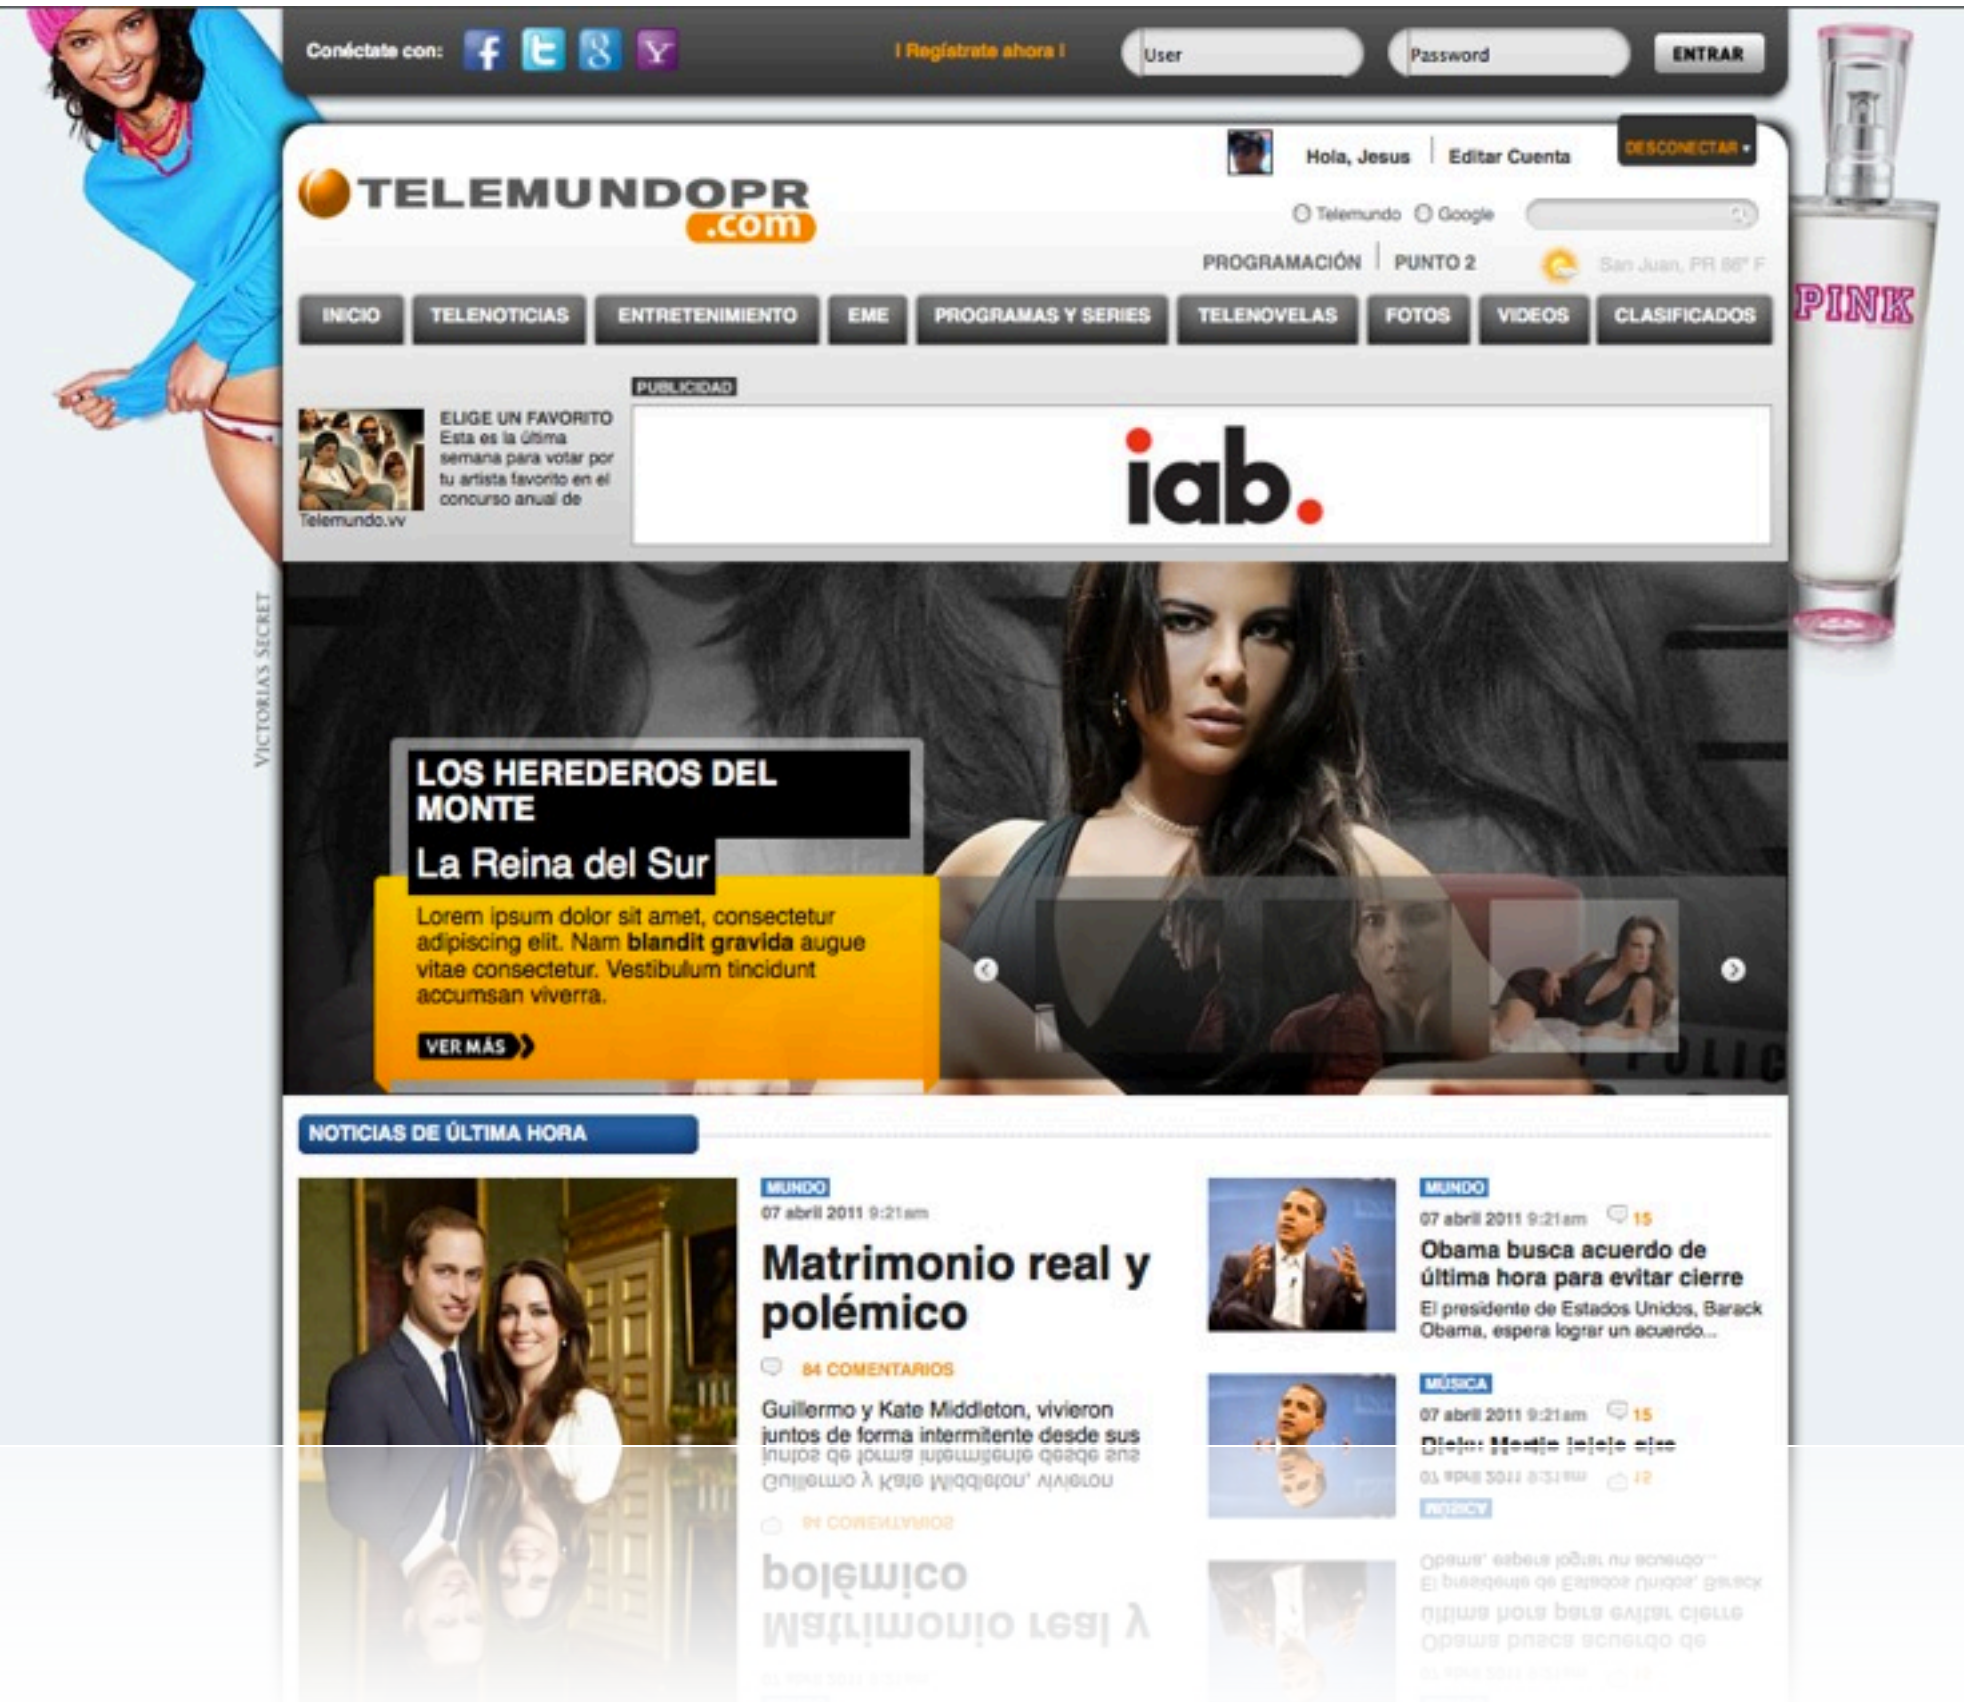 Conéctate con:
| Regístrate ahora |
User
Password
ENTRAR
Hola, Jesus
Editar Cuenta
DESCONECTAR
TELEMUNDOPR
.com
Telemundo
Google
PROGRAMACIÓN
PUNTO 2
San Juan, PR 86° F
PINK
INICIO
TELENOTICIAS
ENTRETENIMIENTO
EME
PROGRAMAS Y SERIES
TELENOVELAS
FOTOS
VIDEOS
CLASIFICADOS
PUBLICIDAD
ELIGE UN FAVORITO
Esta es la última
semana para votar por
tu artista favorito en el
concurso anual de
Telemundo.vv
iab.
VICTORIA'S SECRET
LOS HEREDEROS DEL
MONTE
La Reina del Sur
Lorem ipsum dolor sit amet, consectetur
adipiscing elit. Nam blandit gravida augue
vitae consectetur. Vestibulum tincidunt
accumsan viverra.
VER MÁS
POLIC
NOTICIAS DE ÚLTIMA HORA
MUNDO
07 abril 2011 9:21am
Matrimonio real y
polémico
84 COMENTARIOS
Guillermo y Kate Middleton, vivieron
juntos de forma intermitente desde sus
MUNDO
07 abril 2011 9:21am 15
Obama busca acuerdo de
última hora para evitar cierre
El presidente de Estados Unidos, Barack
Obama, espera lograr un acuerdo...
MÚSICA
07 abril 2011 9:21am 15